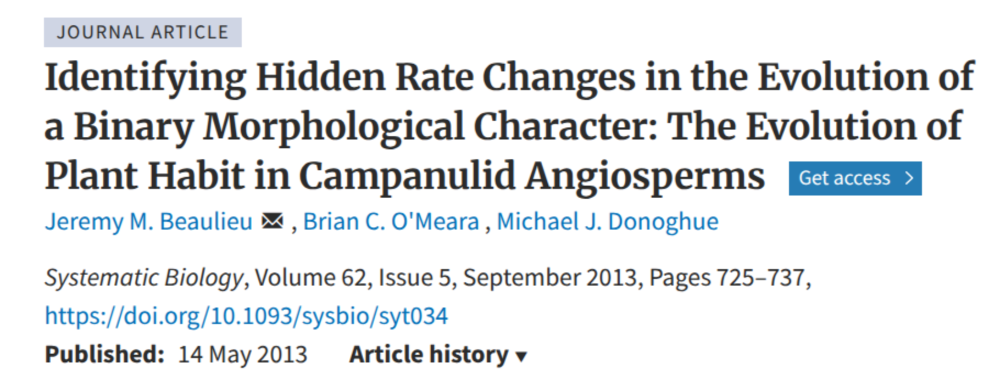 JOURNAL ARTICLE
Identifying Hidden Rate Changes in the Evolution of
a Binary Morphological Character: The Evolution of
Plant Habit in Campanulid Angiosperms Get access >
Jeremy M. Beaulieu ✉ , Brian C. O'Meara , Michael J. Donoghue
Systematic Biology, Volume 62, Issue 5, September 2013, Pages 725–737,
https://doi.org/10.1093/sysbio/syt034
Published: 14 May 2013 Article history ▼